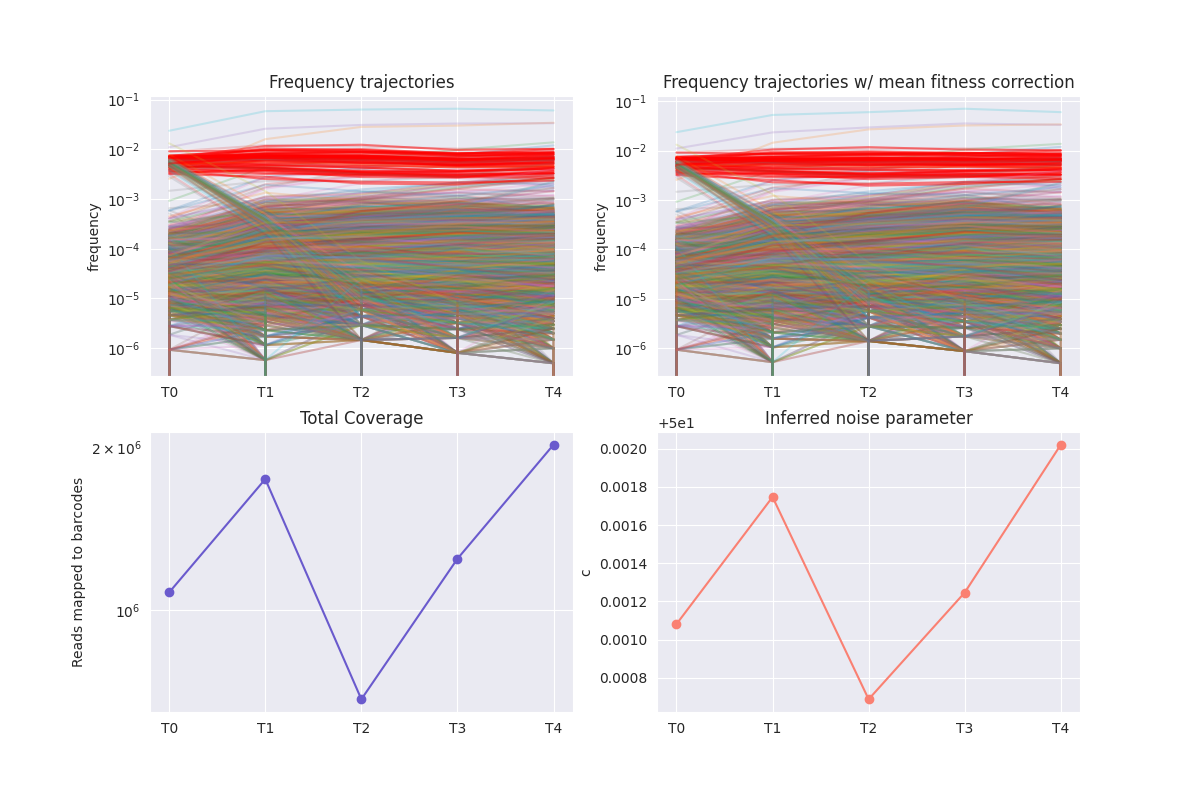 Frequency trajectories
10⁻¹
10⁻²
10⁻³
10⁻⁴
10⁻⁵
10⁻⁶
frequency
T0 T1 T2 T3 T4
Frequency trajectories w/ mean fitness correction
10⁻¹
10⁻²
10⁻³
10⁻⁴
10⁻⁵
10⁻⁶
frequency
T0 T1 T2 T3 T4
Total Coverage
2 × 10⁶
10⁶
Reads mapped to barcodes
T0 T1 T2 T3 T4
Inferred noise parameter
+5e1
0.0020
0.0018
0.0016
0.0014
0.0012
0.0010
0.0008
c
T0 T1 T2 T3 T4